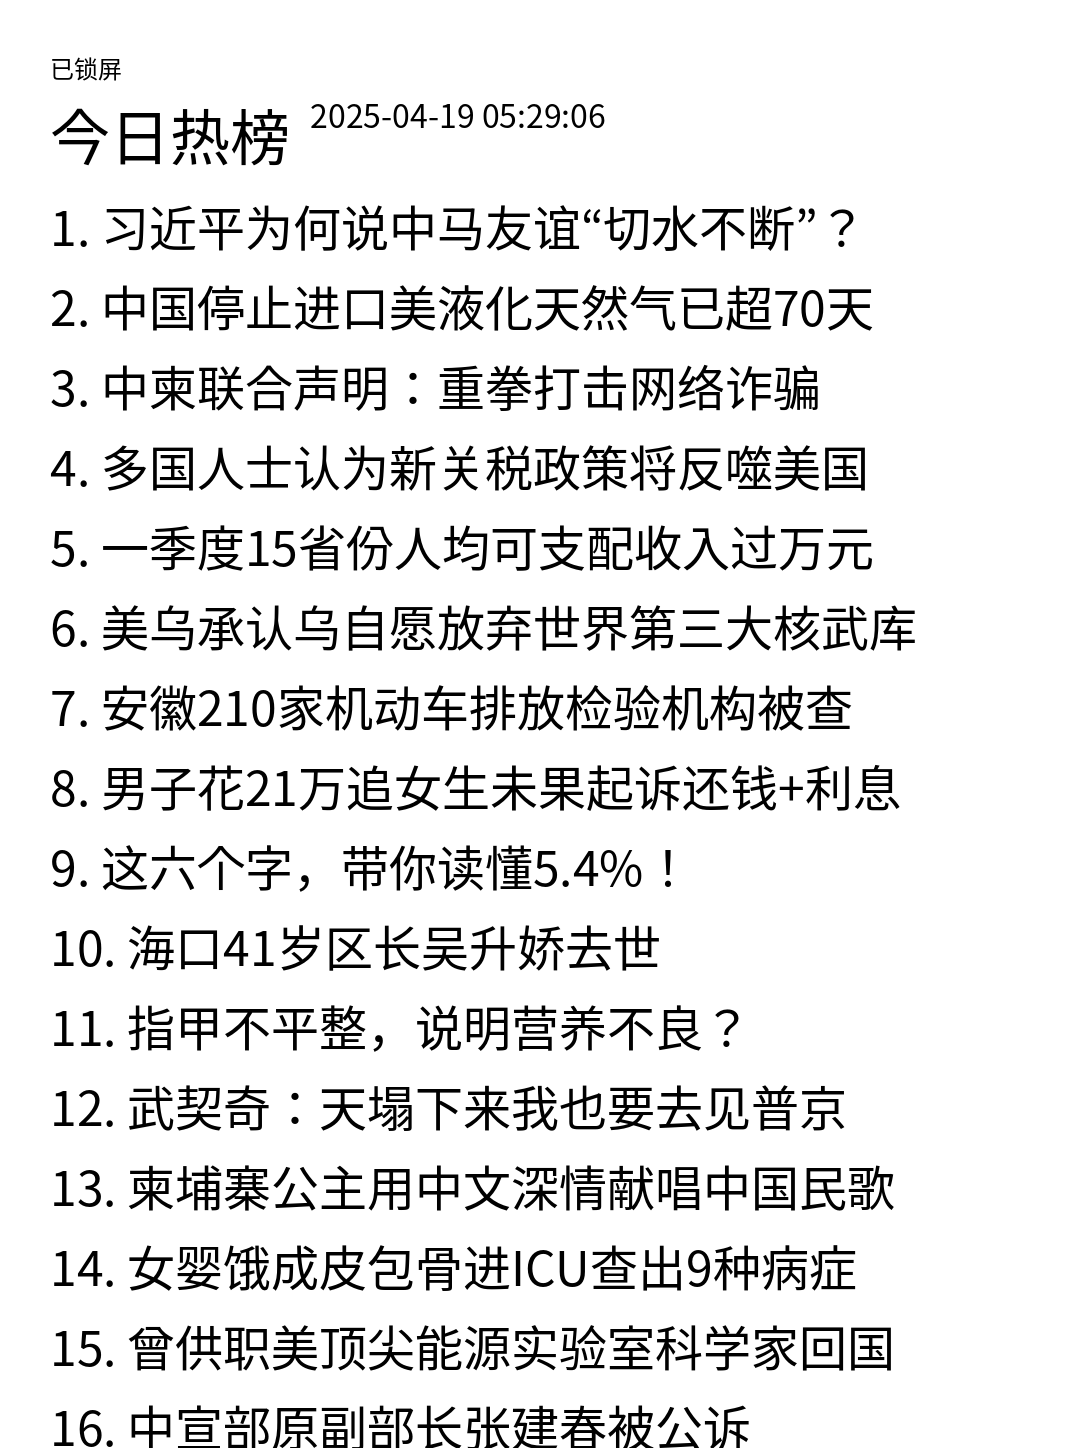 已锁屏
今日热榜 2025-04-19 05:29:06
1. 习近平为何说中马友谊“切水不断”？
2. 中国停止进口美液化天然气已超70天
3. 中柬联合声明：重拳打击网络诈骗
4. 多国人士认为新关税政策将反噬美国
5. 一季度15省份人均可支配收入过万元
6. 美乌承认乌自愿放弃世界第三大核武库
7. 安徽210家机动车排放检验机构被查
8. 男子花21万追女生未果起诉还钱+利息
9. 这六个字，带你读懂5.4%！
10. 海口41岁区长吴升娇去世
11. 指甲不平整，说明营养不良？
12. 武契奇：天塌下来我也要去见普京
13. 柬埔寨公主用中文深情献唱中国民歌
14. 女婴饿成皮包骨进ICU查出9种病症
15. 曾供职美顶尖能源实验室科学家回国
16. 中宣部原副部长张建春被公诉